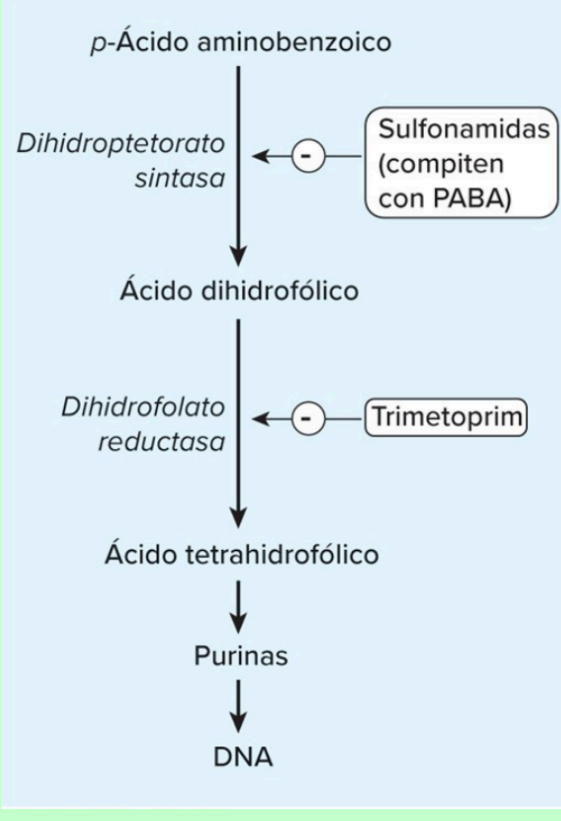 p-Ácido aminobenzoico
Dihidroptetorato
sintasa
-
Sulfonamidas
(compiten
con PABA)
Ácido dihidrofólico
Dihidrofolato
reductasa
-
Trimetoprim
Ácido tetrahidrofólico
Purinas
DNA